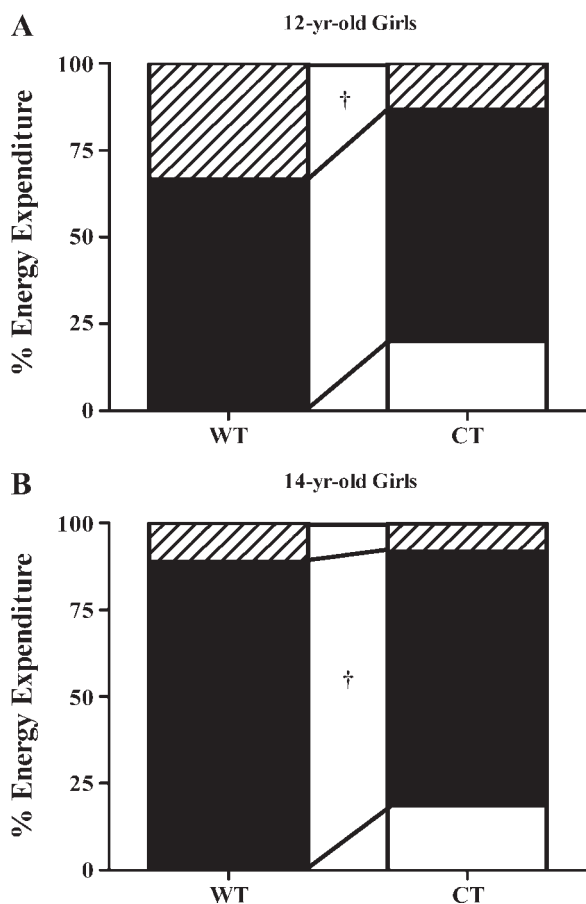 A
12-yr-old Girls
% Energy Expenditure
100
75
50
25
0
†
WT
CT
B
14-yr-old Girls
% Energy Expenditure
100
75
50
25
0
†
WT
CT